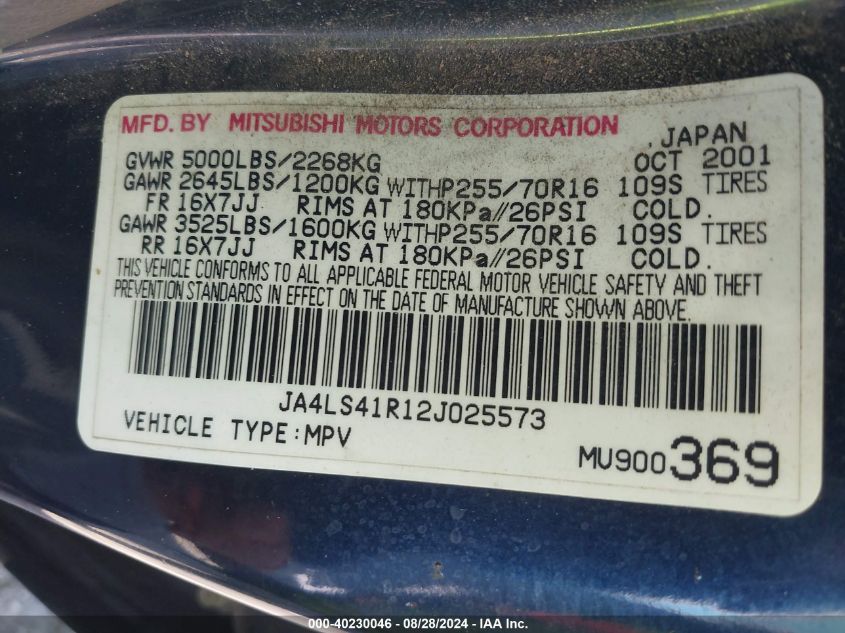 MFD. BY MITSUBISHI MOTORS CORPORATION , JAPAN
GVWR 5000LBS/2268KG OCT 2001
GAWR 2645LBS/1200KG WITHP255/70R16 109S TIRES
FR 16X7JJ RIMS AT 180KPa//26PSI COLD.
GAWR 3525LBS/1600KG WITHP255/70R16 109S TIRES
RR 16X7JJ RIMS AT 180KPa//26PSI COLD.
THIS VEHICLE CONFORMS TO ALL APPLICABLE FEDERAL MOTOR VEHICLE SAFETY AND THEFT
PREVENTION STANDARDS IN EFFECT ON THE DATE OF MANUFACTURE SHOWN ABOVE.
JA4LS41R12J025573
VEHICLE TYPE:MPV
MU900369
000-40230046 - 08/28/2024 - IAA Inc.